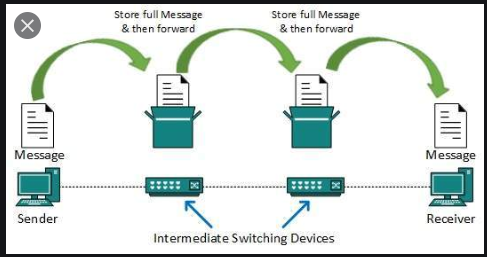 Store full Message
& then forward
Store full Message
& then forward
Message
Message
Sender
Receiver
Intermediate Switching Devices